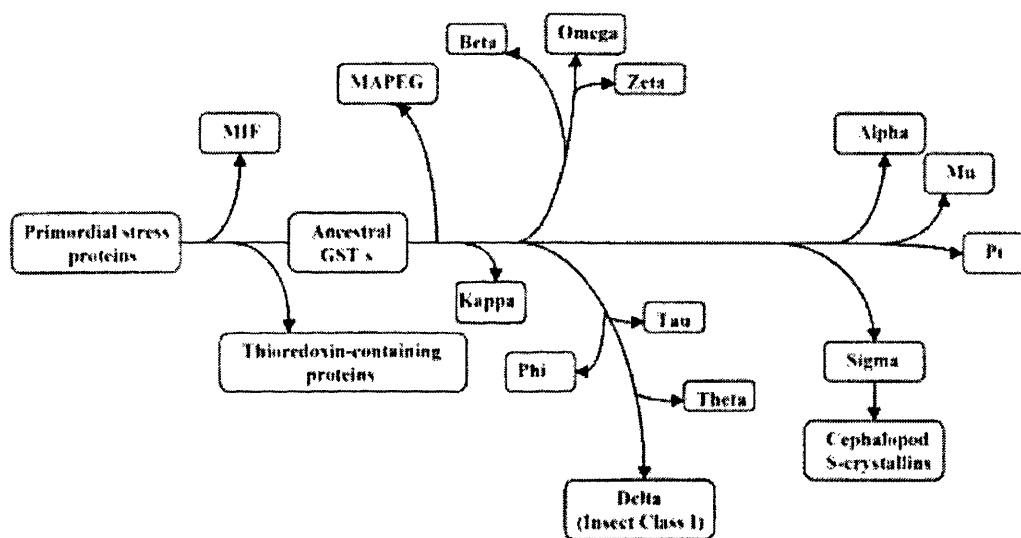 Beta
Omega
Zeta
MAPEG
MIF
Alpha
Mu
Primordial stress
proteins
Ancestral
GST s
Pi
Kappa
Tau
Thioredoxin-containing
proteins
Phi
Sigma
Theta
Cephalopod
S-crystallins
Delta
(Insect Class I)